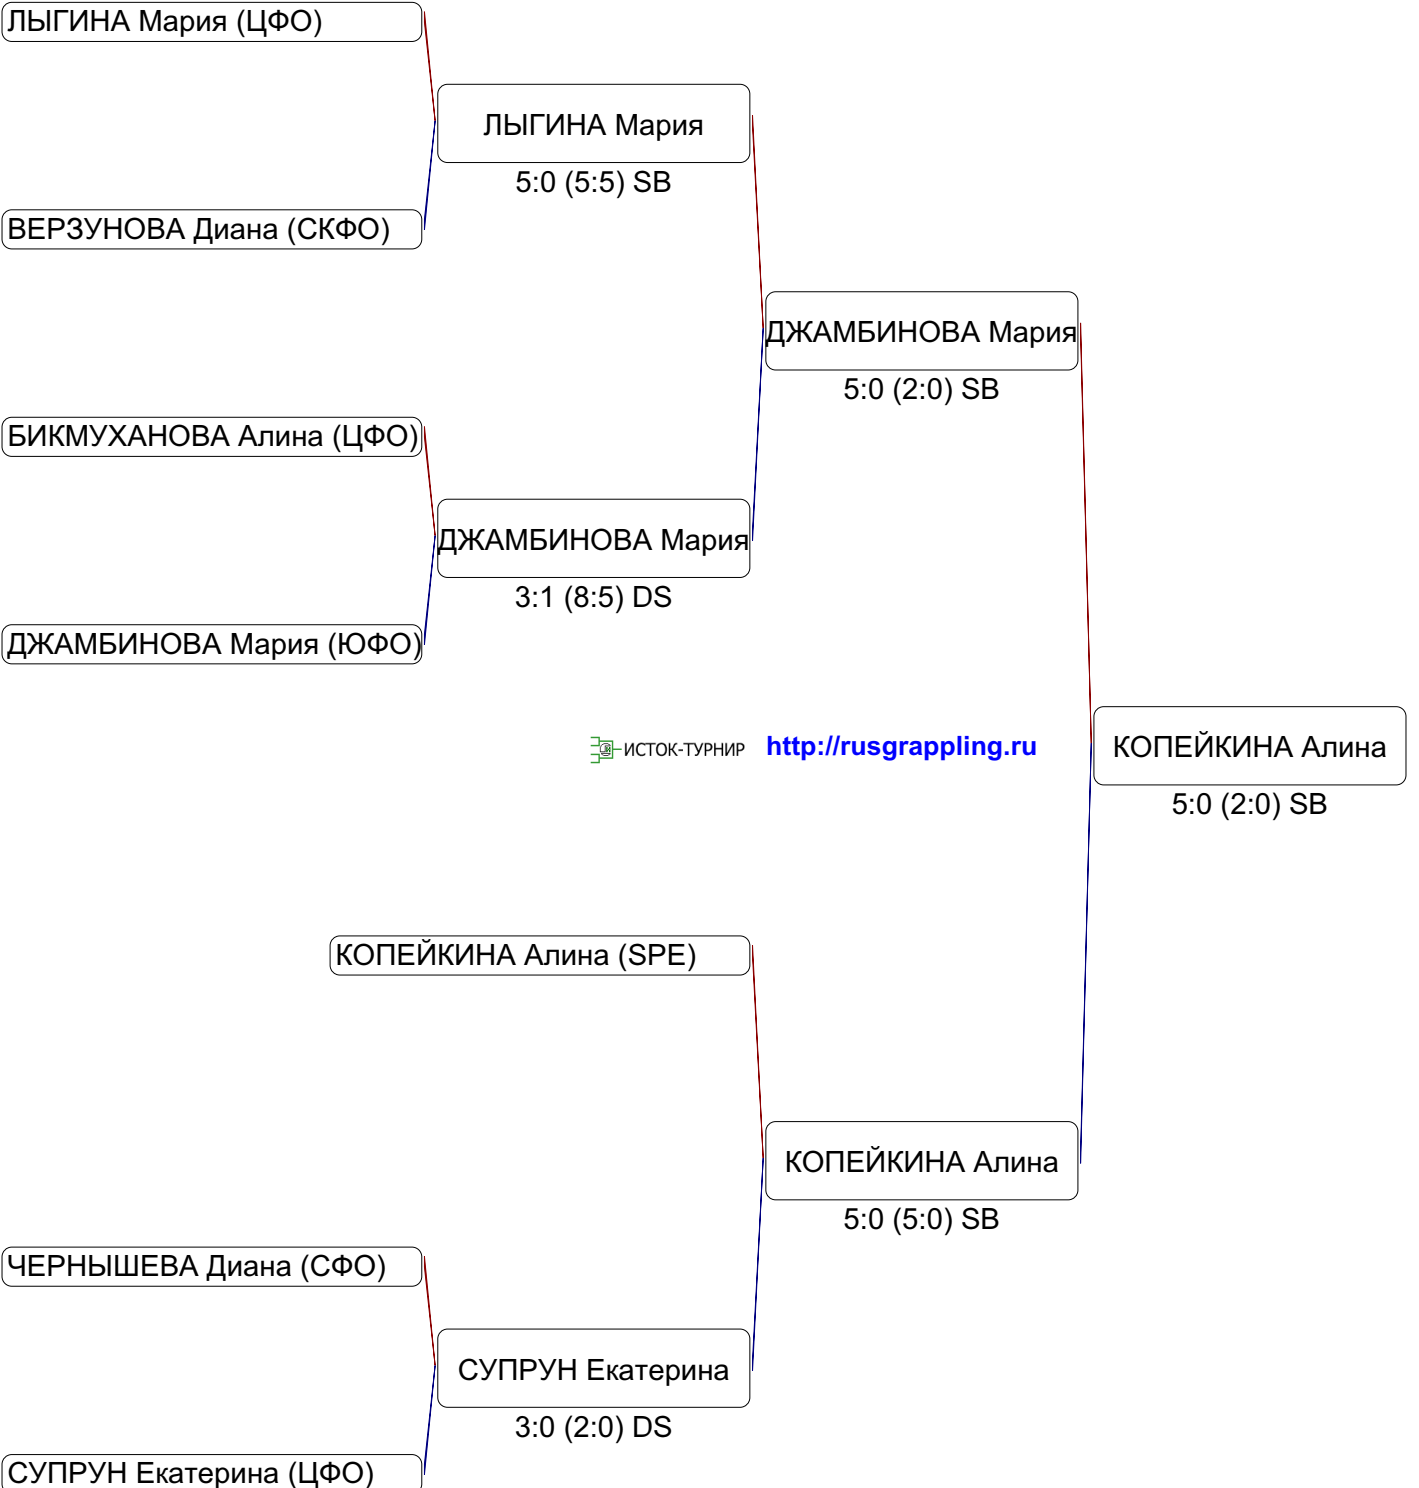 ЛЫГИНА Мария (ЦФО)
ЛЫГИНА Мария
5:0 (5:5) SB
ВЕРЗУНОВА Диана (СКФО)
ДЖАМБИНОВА Мария
5:0 (2:0) SB
БИКМУХАНОВА Алина (ЦФО)
ДЖАМБИНОВА Мария
3:1 (8:5) DS
ДЖАМБИНОВА Мария (ЮФО)
ИСТОК-ТУРНИР http://rusgrappling.ru
КОПЕЙКИНА Алина
5:0 (2:0) SB
КОПЕЙКИНА Алина (SPE)
КОПЕЙКИНА Алина
5:0 (5:0) SB
ЧЕРНЫШЕВА Диана (СФО)
СУПРУН Екатерина
3:0 (2:0) DS
СУПРУН Екатерина (ЦФО)